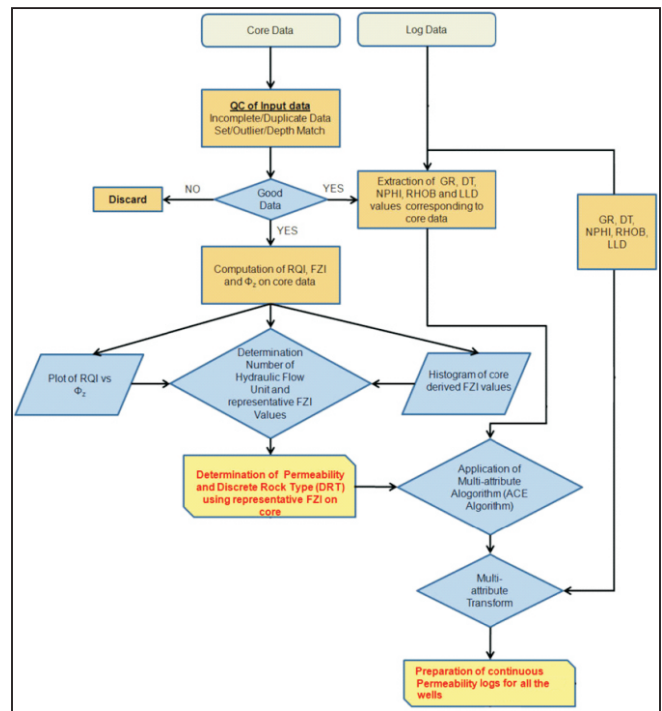 Core Data
Log Data
QC of Input data
Incomplete/Duplicate Data
Set/Outlier/Depth Match
NO
Good
Data
YES
Discard
Extraction of GR, DT,
NPHI, RHOB and LLD
values corresponding to
core data
GR, DT,
NPHI, RHOB,
LLD
YES
Computation of RQI, FZI
and Φz on core data
Plot of RQI vs
Φz
Determination
Number of
Hydraulic Flow
Unit and
representative FZI
Values
Histogram of core
derived FZI values
Determination of Permeability
and Discrete Rock Type (DRT)
using representative FZI on
core
Application of
Multi-attribute
Alogorithm (ACE
Algorithm)
Multi-
attribute
Transform
Preparation of continuous
Permeability logs for all the
wells